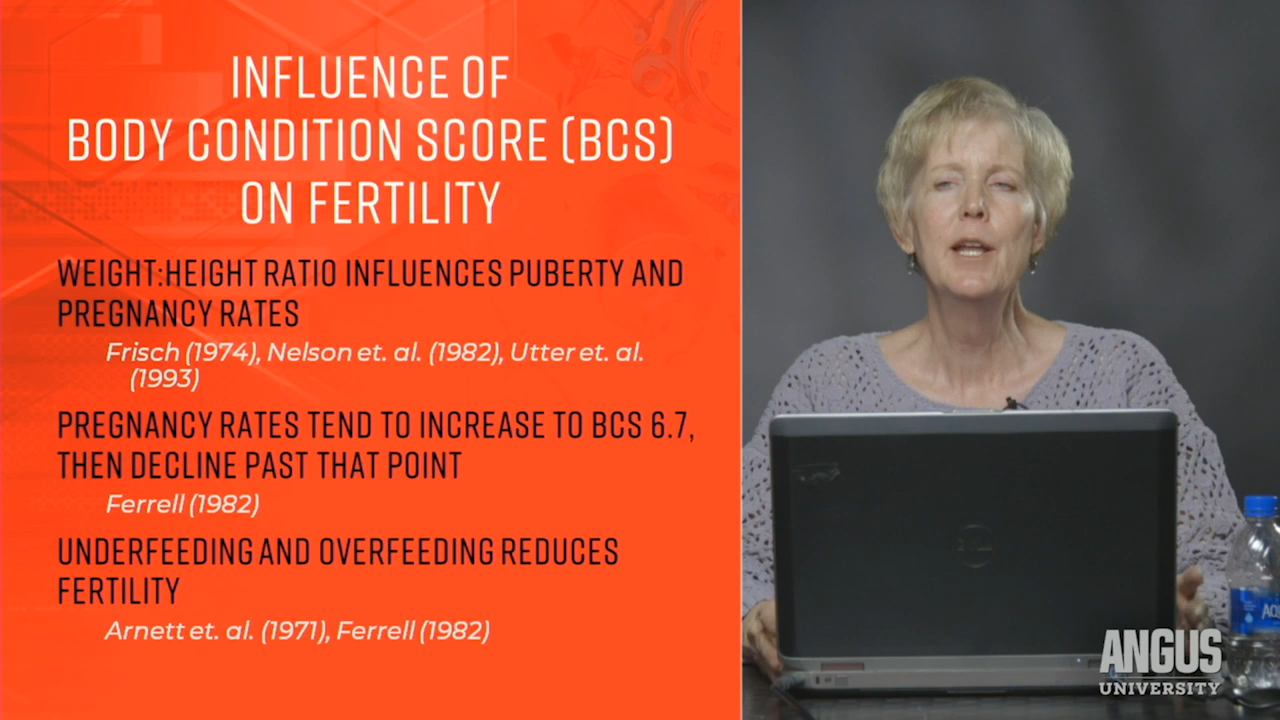 INFLUENCE OF
BODY CONDITION SCORE (BCS)
ON FERTILITY
WEIGHT:HEIGHT RATIO INFLUENCES PUBERTY AND
PREGNANCY RATES
Frisch (1974), Nelson et. al. (1982), Utter et. al.
(1993)
PREGNANCY RATES TEND TO INCREASE TO BCS 6.7,
THEN DECLINE PAST THAT POINT
Ferrell (1982)
UNDERFEEDING AND OVERFEEDING REDUCES
FERTILITY
Arnett et. al. (1971), Ferrell (1982)
DELL
ANGUS
UNIVERSITY